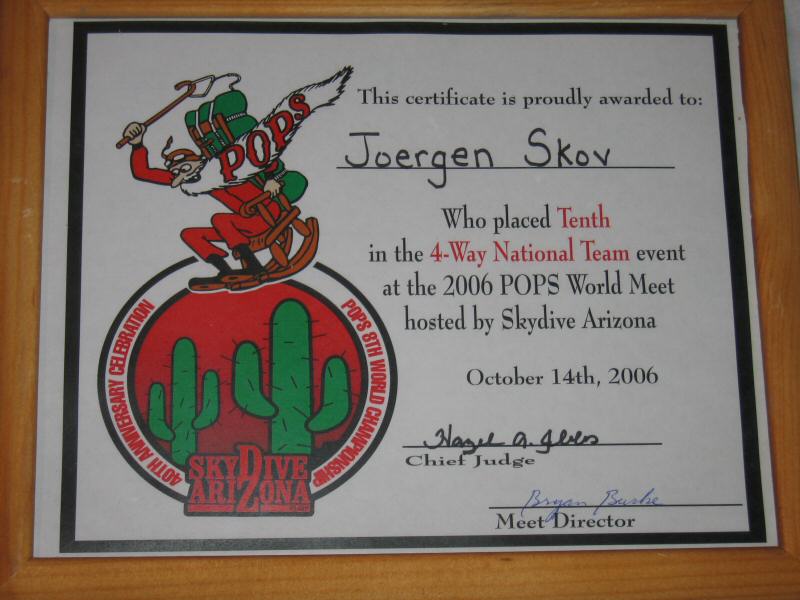 POPS
This certificate is proudly awarded to:
Joergen Skov
Who placed Tenth
in the 4-Way National Team event
at the 2006 POPS World Meet
hosted by Skydive Arizona
October 14th, 2006
Chief Judge
Bryan Burke
Meet Director
40TH ANNIVERSARY CELEBRATION
POPS 8TH WORLD CHAMPIONSHIP
SKYDIVE
ARIZONA